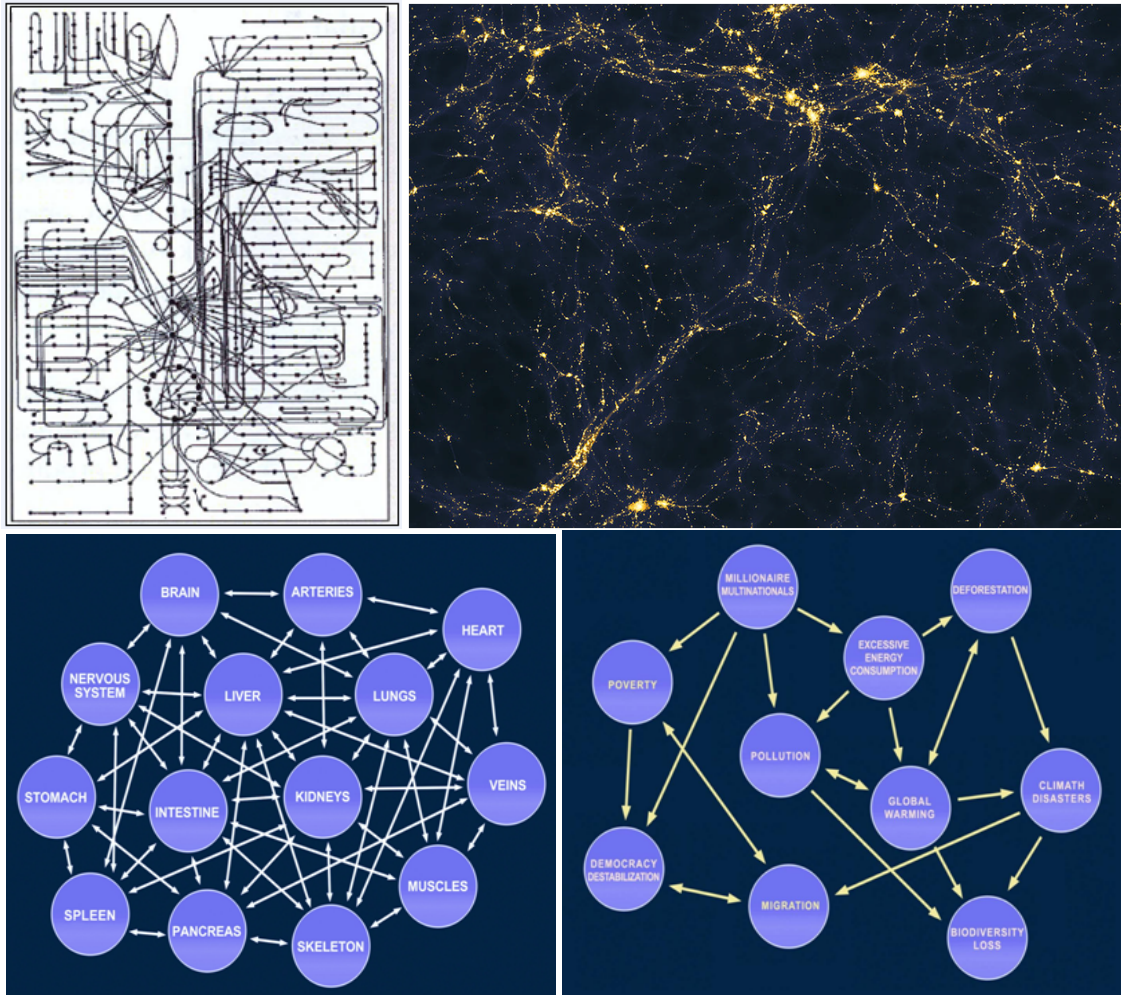 BRAIN
ARTERIES
HEART
NERVOUS
SYSTEM
LIVER
LUNGS
STOMACH
INTESTINE
KIDNEYS
VEINS
SPLEEN
PANCREAS
SKELETON
MUSCLES
MILLIONAIRE
MULTINATIONALS
DEFORESTATION
EXCESSIVE
ENERGY
CONSUMPTION
POVERTY
POLLUTION
GLOBAL
WARMING
CLIMATH
DISASTERS
DEMOCRACY
DESTABILIZATION
MIGRATION
BIODIVERSITY
LOSS